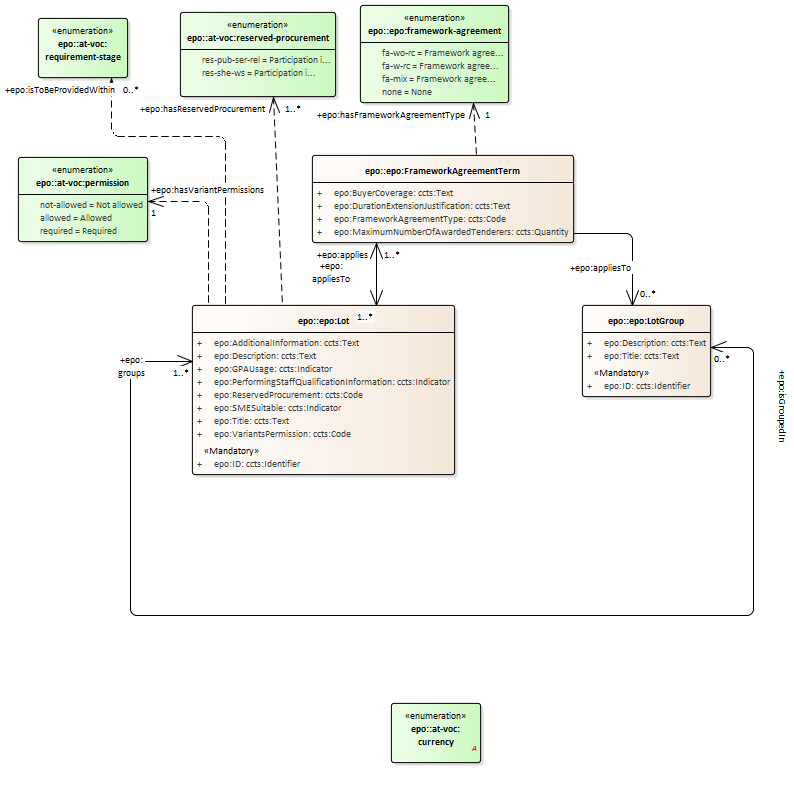 «enumeration»
epo::at-voc:
requirement-stage
«enumeration»
epo::at-voc:reserved-procurement
res-pub-ser-rel = Participation i...
res-she-ws = Participation i...
«enumeration»
epo::epo:framework-agreement
fa-wo-rc = Framework agree...
fa-w-rc = Framework agree...
fa-mix = Framework agree...
none = None
+epo:isToBeProvidedWithin 0..*
+epo:hasReservedProcurement 1..*
+epo:hasFrameworkAgreementType 1
«enumeration»
epo::at-voc:permission
not-allowed = Not allowed
allowed = Allowed
required = Required
+epo:hasVariantPermissions
1
epo::epo:FrameworkAgreementTerm
+ epo:BuyerCoverage: ccts:Text
+ epo:DurationExtensionJustification: ccts:Text
+ epo:FrameworkAgreementType: ccts:Code
+ epo:MaximumNumberOfAwardedTenderers: ccts:Quantity
+epo:applies 1..*
+epo:
appliesTo
+epo:appliesTo
0..*
epo::epo:Lot 1..*
+ epo:AdditionalInformation: ccts:Text
+ epo:Description: ccts:Text
+ epo:GPAUsage: ccts:Indicator
+ epo:PerformingStaffQualificationInformation: ccts:Indicator
+ epo:ReservedProcurement: ccts:Code
+ epo:SMESuitable: ccts:Indicator
+ epo:Title: ccts:Text
+ epo:VariantsPermission: ccts:Code
«Mandatory»
+ epo:ID: ccts:Identifier
+epo:
groups
1..*
epo::epo:LotGroup
+ epo:Description: ccts:Text
+ epo:Title: ccts:Text
«Mandatory»
+ epo:ID: ccts:Identifier
0..*
+epo:isGroupedIn
«enumeration»
epo::at-voc:
currency
A